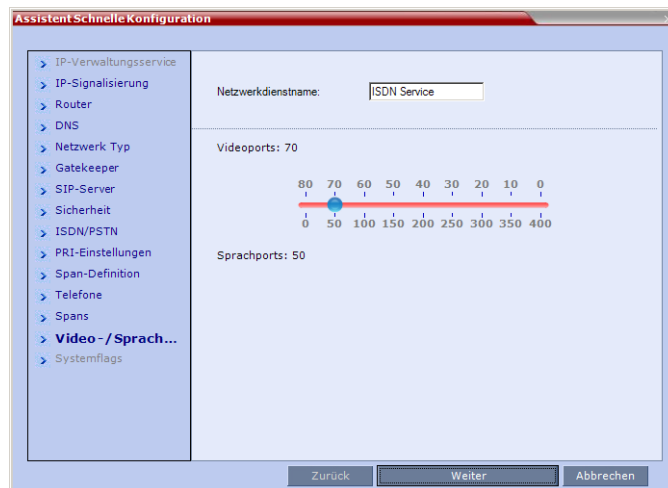 Assistent Schnelle Konfiguration
IP-Verwaltungsservice
IP-Signalisierung
Router
DNS
Netzwerk Typ
Gatekeeper
SIP-Server
Sicherheit
ISDN/PSTN
PRI-Einstellungen
Span-Definition
Telefone
Spans
Video-/Sprach...
Systemflags
Netzwerkdienstname: ISDN Service
Videoports: 70
80 70 60 50 40 30 20 10 0
0 50 100 150 200 250 300 350 400
Sprachports: 50
Zurück Weiter Abbrechen